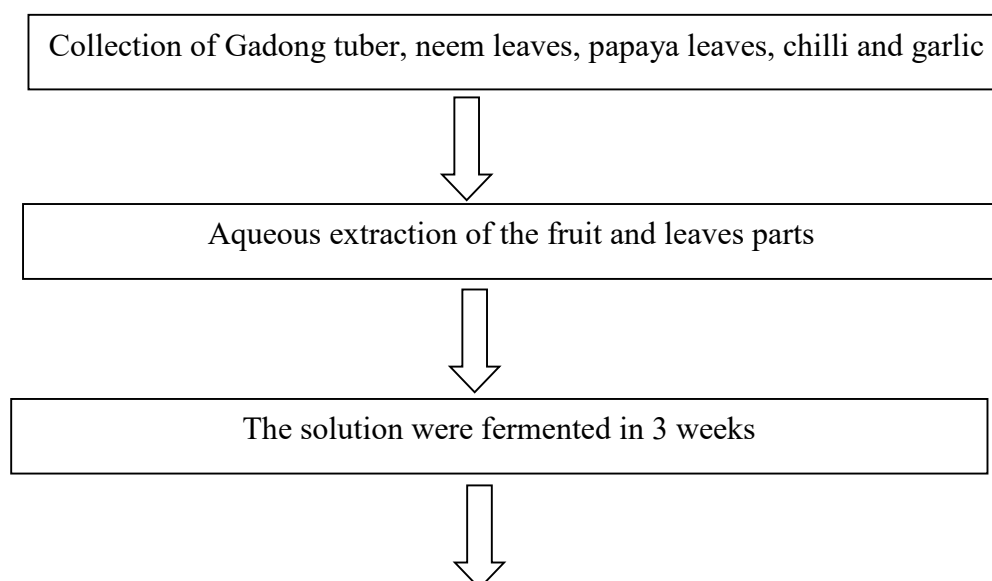 Collection of Gadong tuber, neem leaves, papaya leaves, chilli and garlic
Aqueous extraction of the fruit and leaves parts
The solution were fermented in 3 weeks